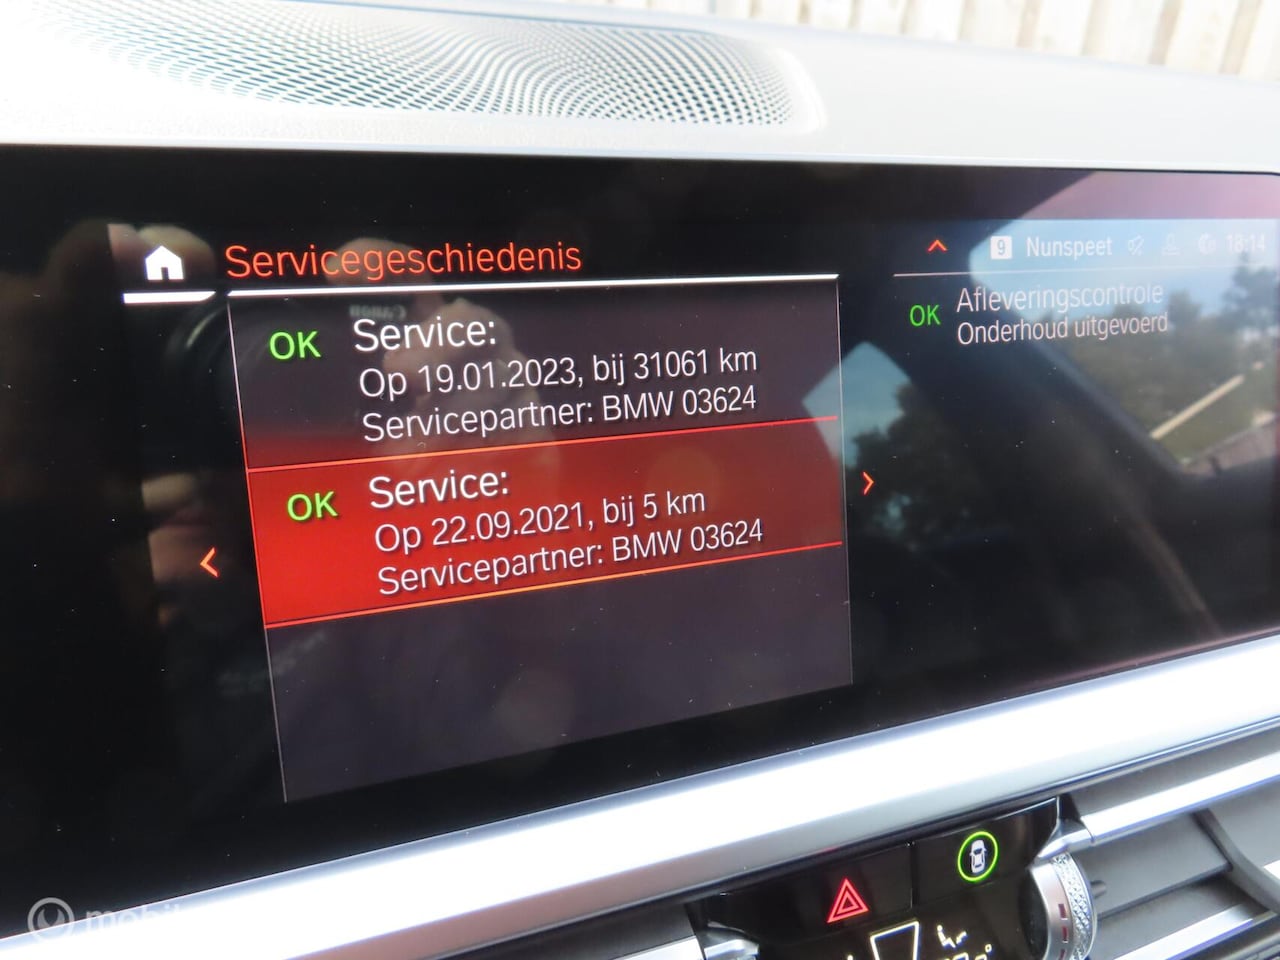 Servicegeschiedenis
9 Nunspeet 18:14
OK Service:
Op 19.01.2023, bij 31061 km
Servicepartner: BMW 03624
OK Service:
Op 22.09.2021, bij 5 km
Servicepartner: BMW 03624
OK Afleveringscontrole
Onderhoud uitgevoerd